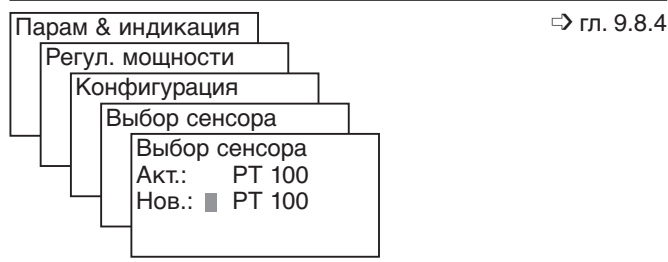 Парам & индикация
➩ гл. 9.8.4
Регул. мощности
Конфигурация
Выбор сенсора
Выбор сенсора
Акт.: PT 100
Нов.: PT 100